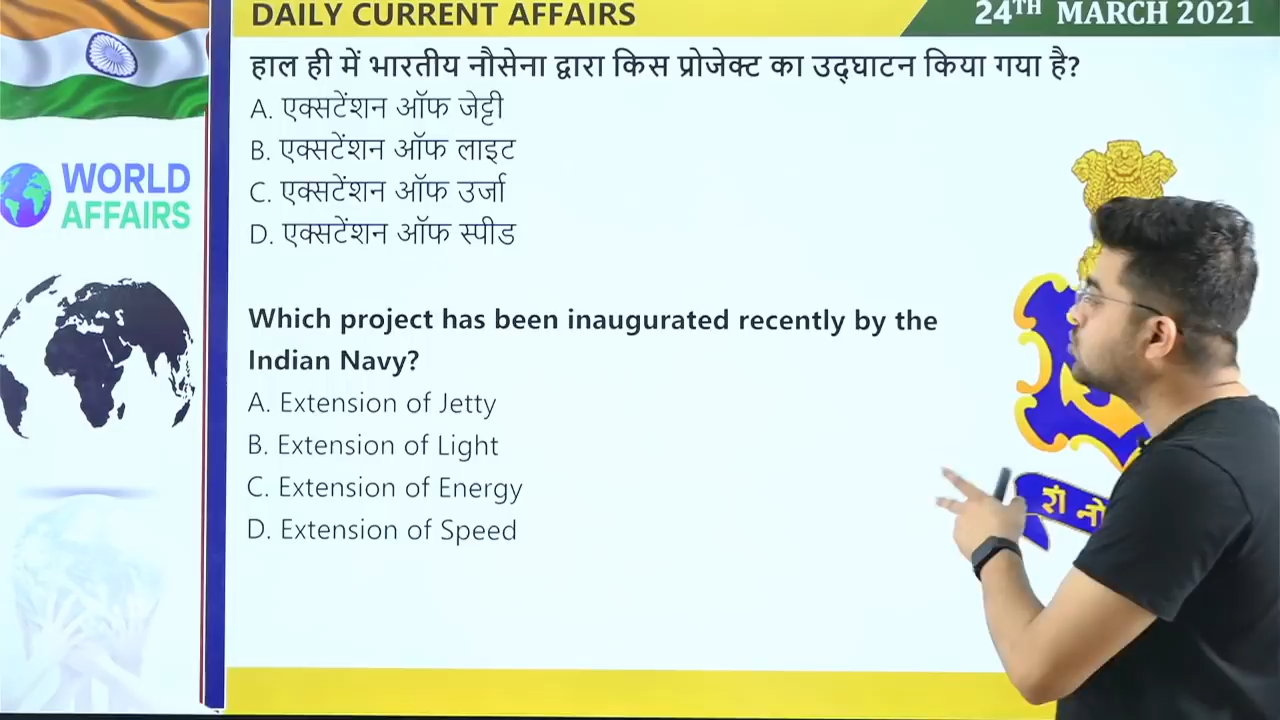 DAILY CURRENT AFFAIRS
24TH MARCH 2021
हाल ही में भारतीय नौसेना द्वारा किस प्रोजेक्ट का उद्घाटन किया गया है?
A. एक्सटेंशन ऑफ जेट्टी
B. एक्सटेंशन ऑफ लाइट
C. एक्सटेंशन ऑफ उर्जा
D. एक्सटेंशन ऑफ स्पीड
WORLD
AFFAIRS
Which project has been inaugurated recently by the
Indian Navy?
A. Extension of Jetty
B. Extension of Light
C. Extension of Energy
D. Extension of Speed
शं नो